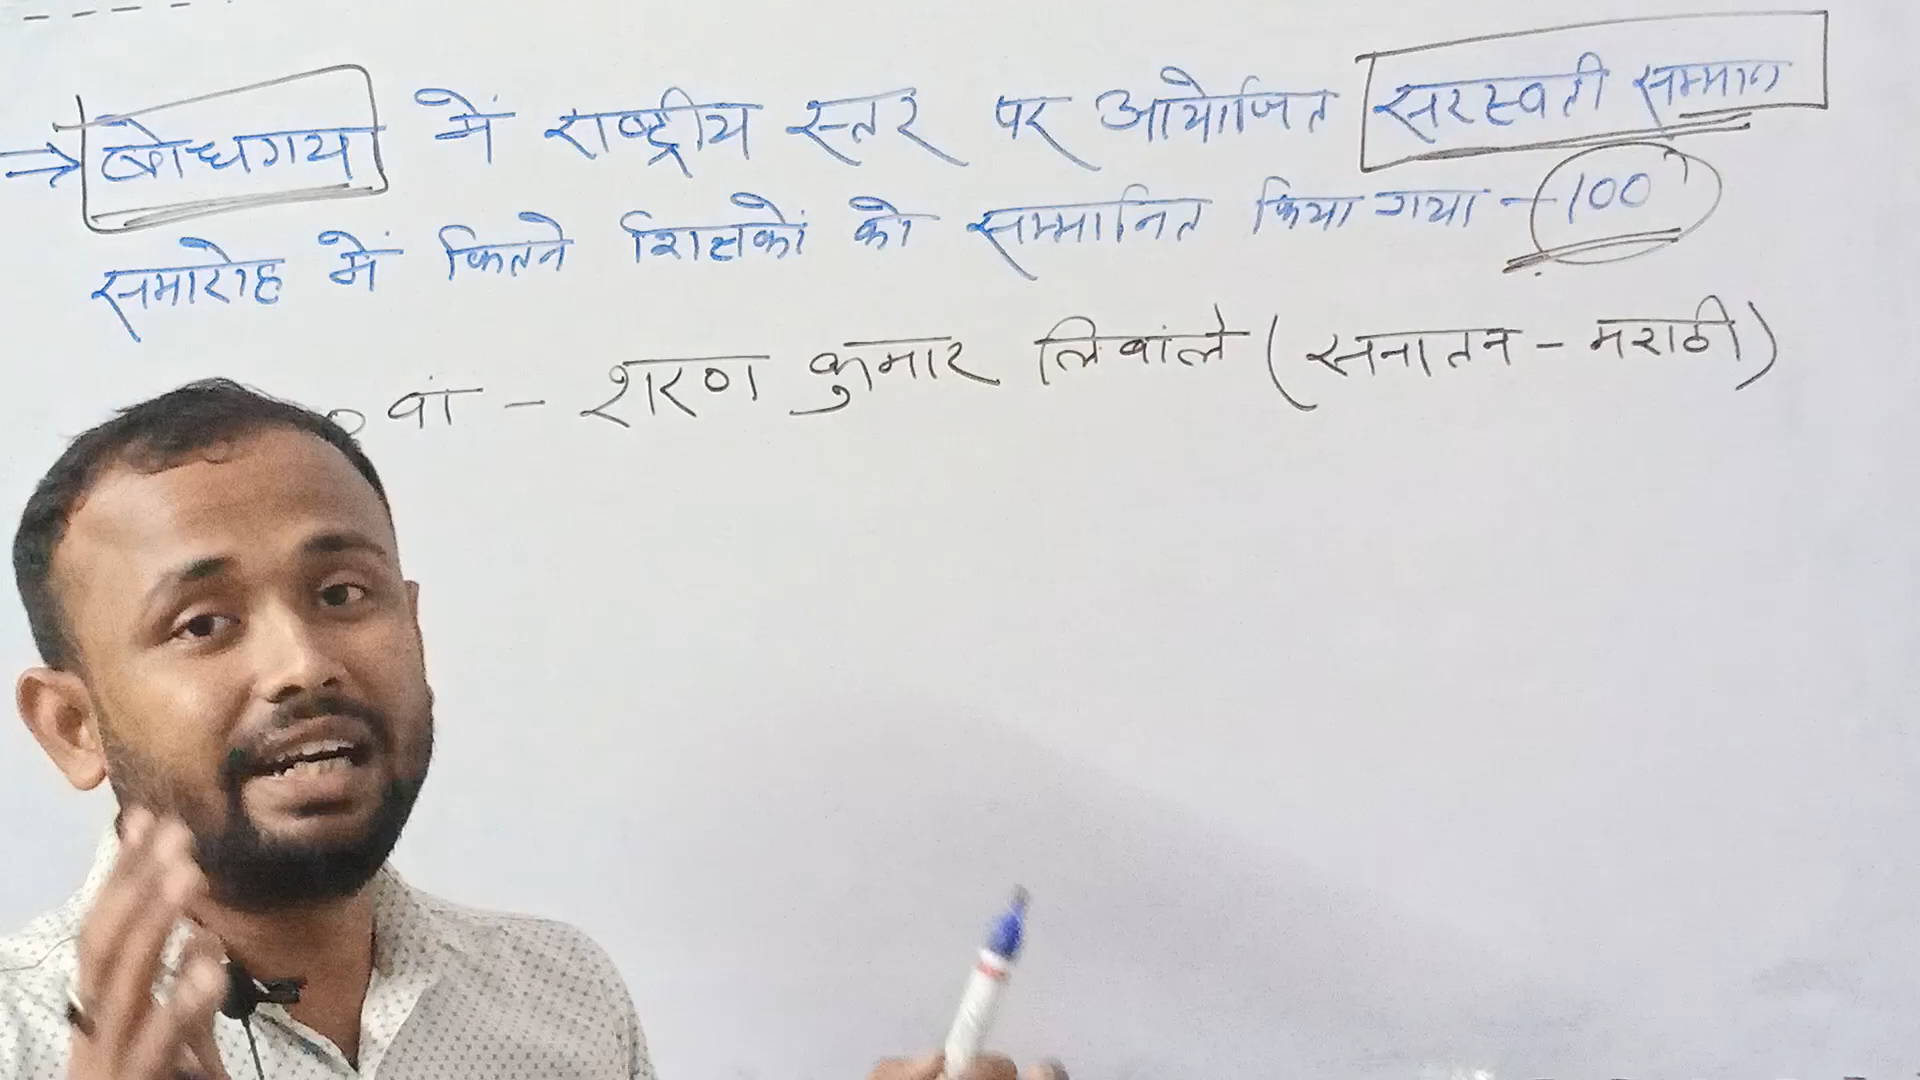 → बोधगया में राष्ट्रीय स्तर पर आयोजित सरस्वती सम्मान
समारोह में कितने शिक्षकों को सम्मानित किया गया - 100
वां - शरण कुमार लिंबाले (सनातन - मराठी)